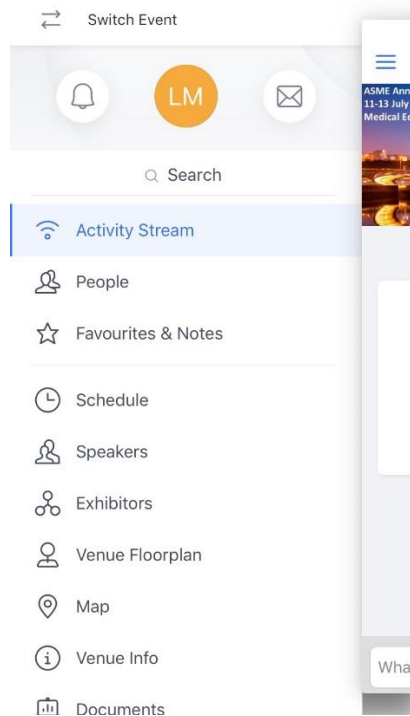 Switch Event
LM
Search
Activity Stream
People
Favourites & Notes
Schedule
Speakers
Exhibitors
Venue Floorplan
Map
Venue Info
Documents
ASME Ann
11-13 July
Medical Ed
Wha